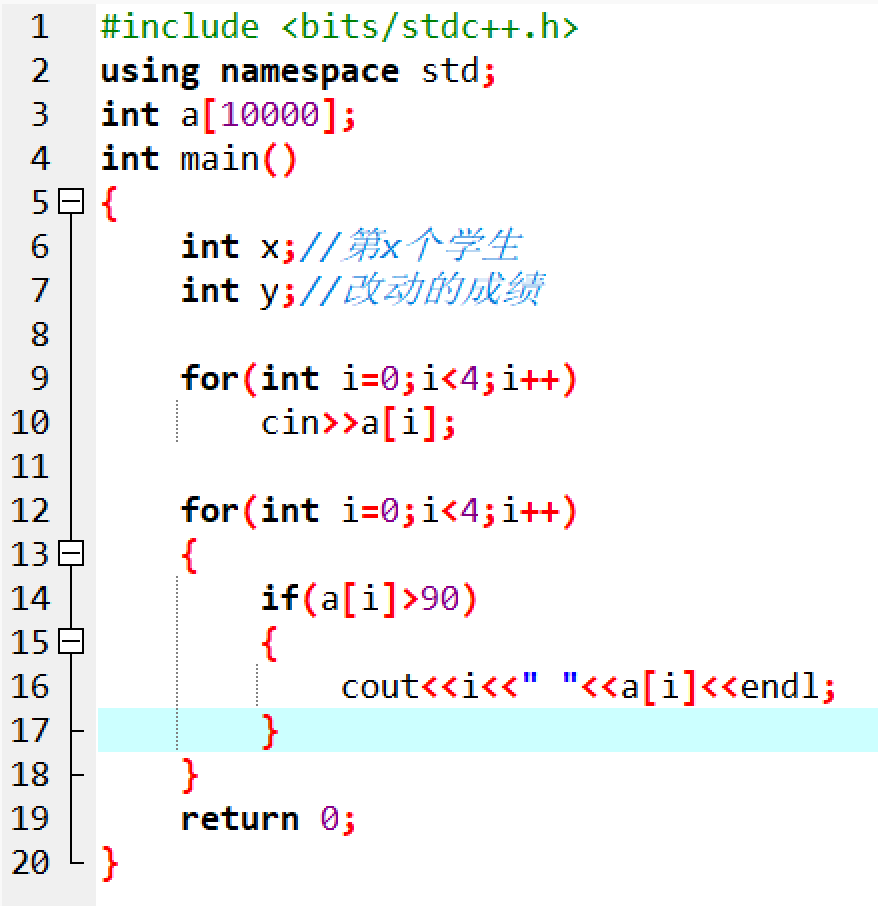 1 #include <bits/stdc++.h>
2 using namespace std;
3 int a[10000];
4 int main()
5 {
6 int x;//第x个学生
7 int y;//改动的成绩
8
9 for(int i=0;i<4;i++)
10 cin>>a[i];
11
12 for(int i=0;i<4;i++)
13 {
14 if(a[i]>90)
15 {
16 cout<<i<<" "<<a[i]<<endl;
17 }
18 }
19 return 0;
20 }